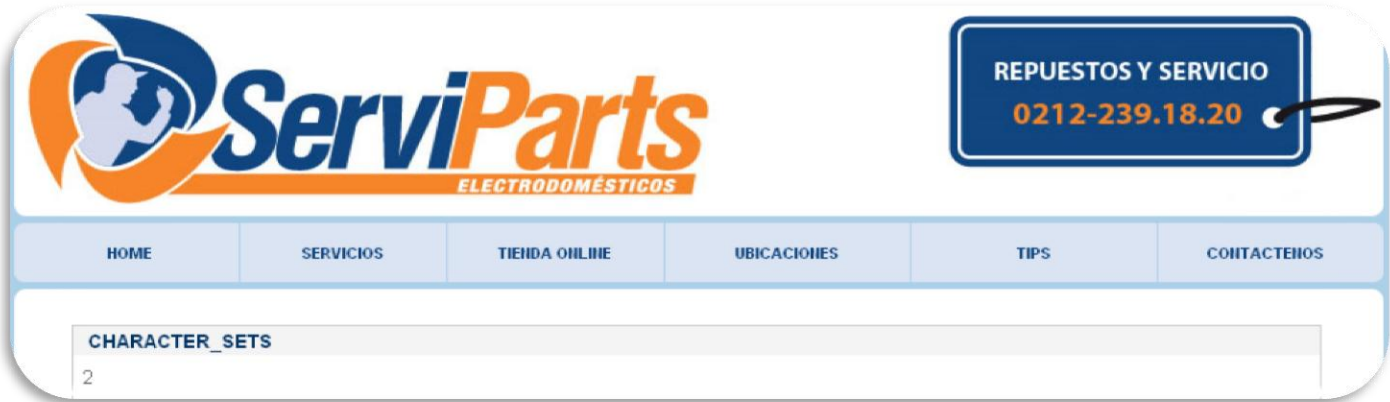 ServiParts
ELECTRODOMÉSTICOS
REPUESTOS Y SERVICIO
0212-239.18.20
HOME
SERVICIOS
TIENDA ONLINE
UBICACIONES
TIPS
CONTACTENOS
CHARACTER_SETS
2